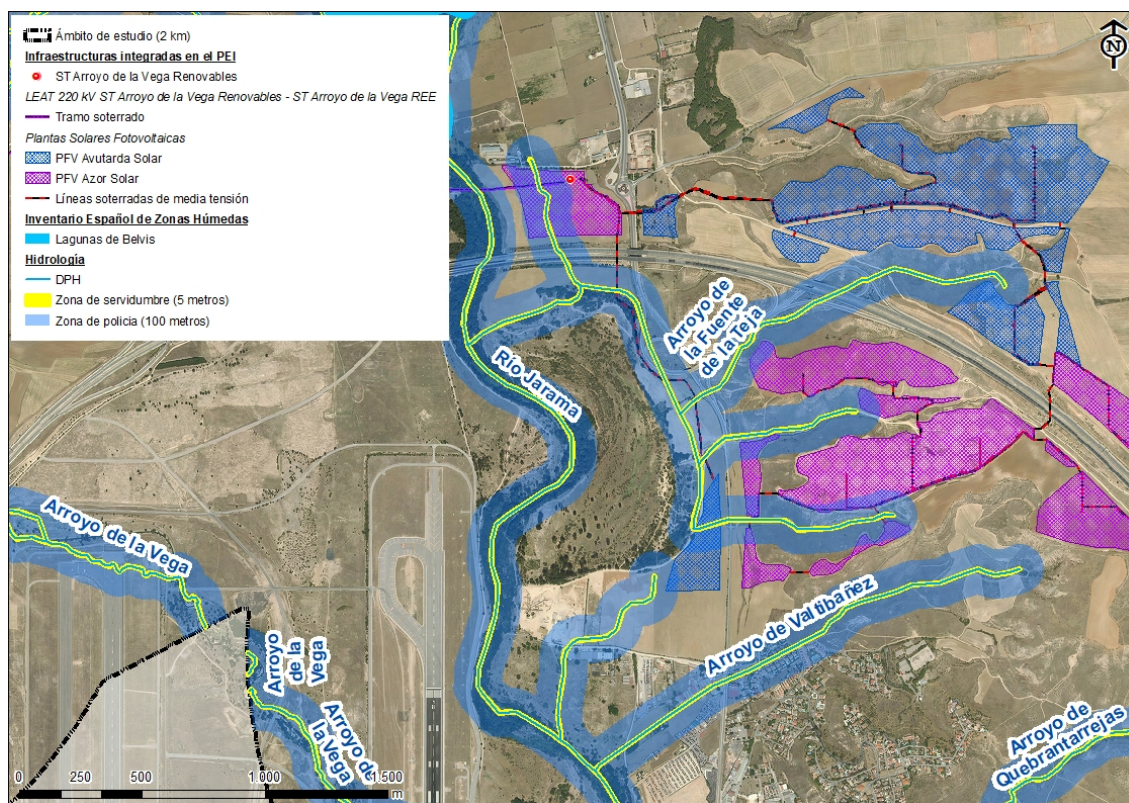 Ámbito de estudio (2 km)
Infraestructuras integradas en el PEI
ST Arroyo de la Vega Renovables
LEAT 220 kV ST Arroyo de la Vega Renovables - ST Arroyo de la Vega REE
Tramo soterrado
Plantas Solares Fotovoltaicas
PFV Avutarda Solar
PFV Azor Solar
Líneas soterradas de media tensión
Inventario Español de Zonas Húmedas
Lagunas de Belvis
Hidrología
DPH
Zona de servidumbre (5 metros)
Zona de policia (100 metros)
N
Arroyo de
la Fuente
de la Teja
Río Jarama
Arroyo de la Vega
Arroyo de Valtibañez
Arroyo
de la
Vega
Arroyo de
la Vega
Arroyo de
Quebrantarrejas
0 250 500 1.000 1.500
m